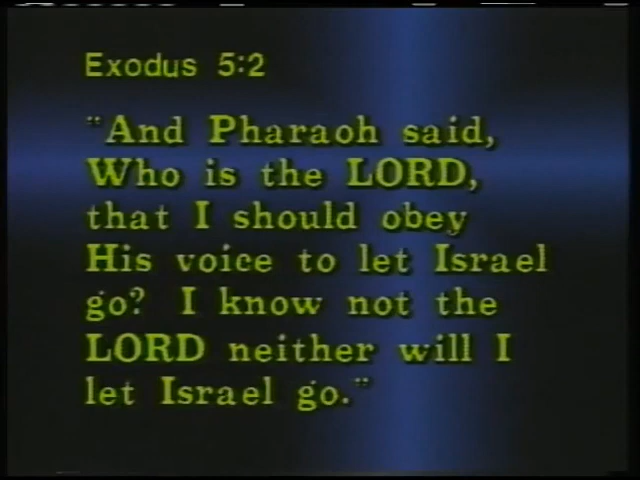 Exodus 5:2
"And Pharaoh said,
Who is the LORD,
that I should obey
His voice to let Israel
go? I know not the
LORD neither will I
let Israel go."